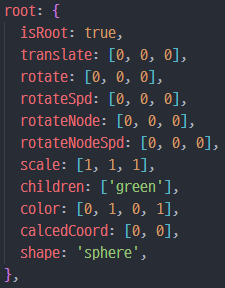 root: {
isRoot: true,
translate: [0, 0, 0],
rotate: [0, 0, 0],
rotateSpd: [0, 0, 0],
rotateNode: [0, 0, 0],
rotateNodeSpd: [0, 0, 0],
scale: [1, 1, 1],
children: ['green'],
color: [0, 1, 0, 1],
calcedCoord: [0, 0],
shape: 'sphere',
},